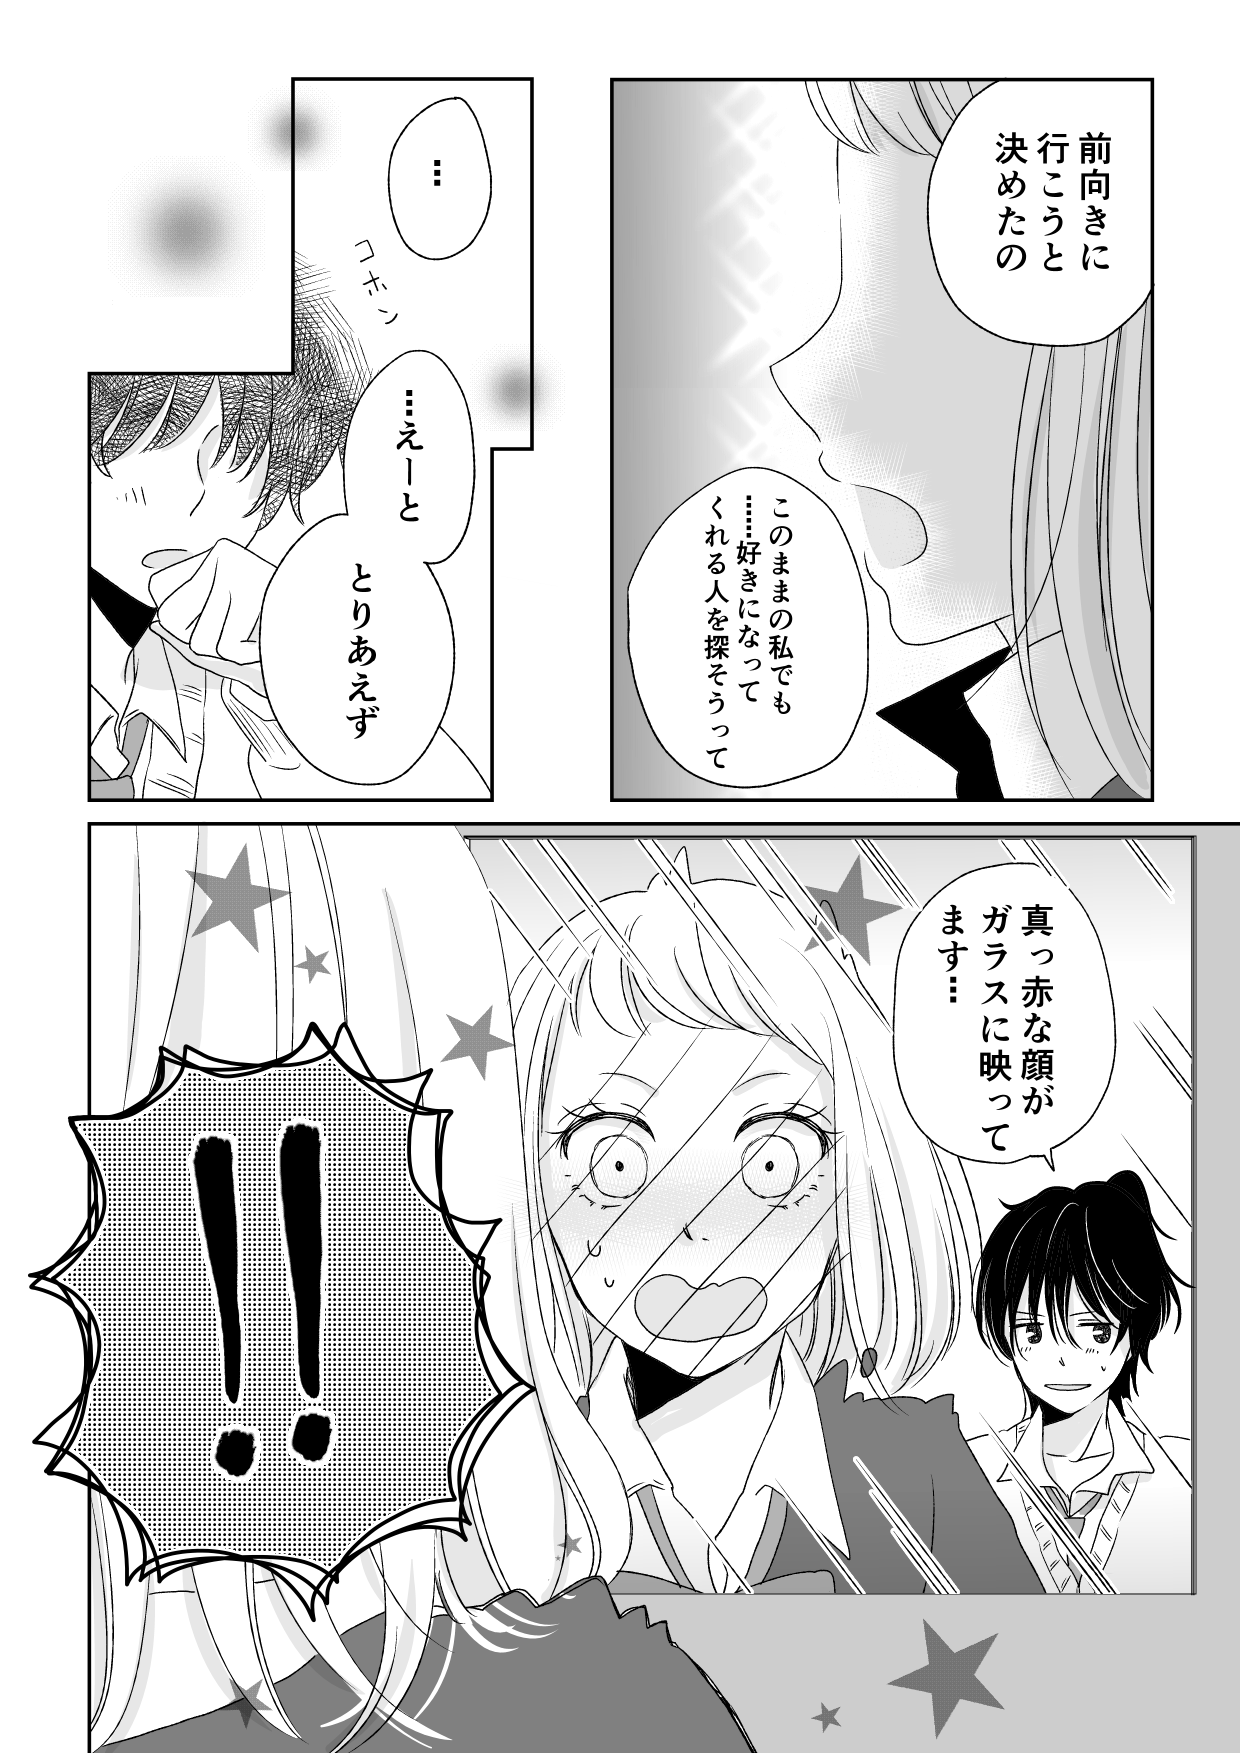 前向きに
行こうと
決めたの
このままの私でも
……好きになって
くれる人を探そうって
…
コホン
…えーと
とりあえず
真っ赤な顔が
ガラスに映って
ます…
!!